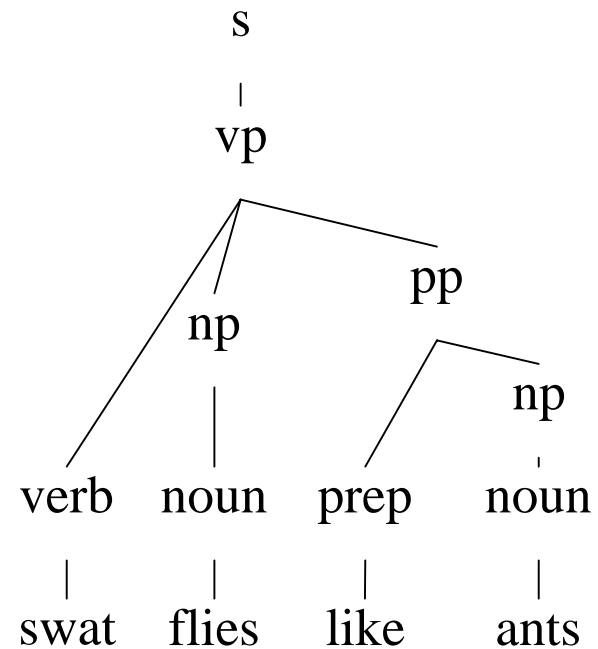 s
vp
pp
np
np
verb noun prep noun
swat flies like ants